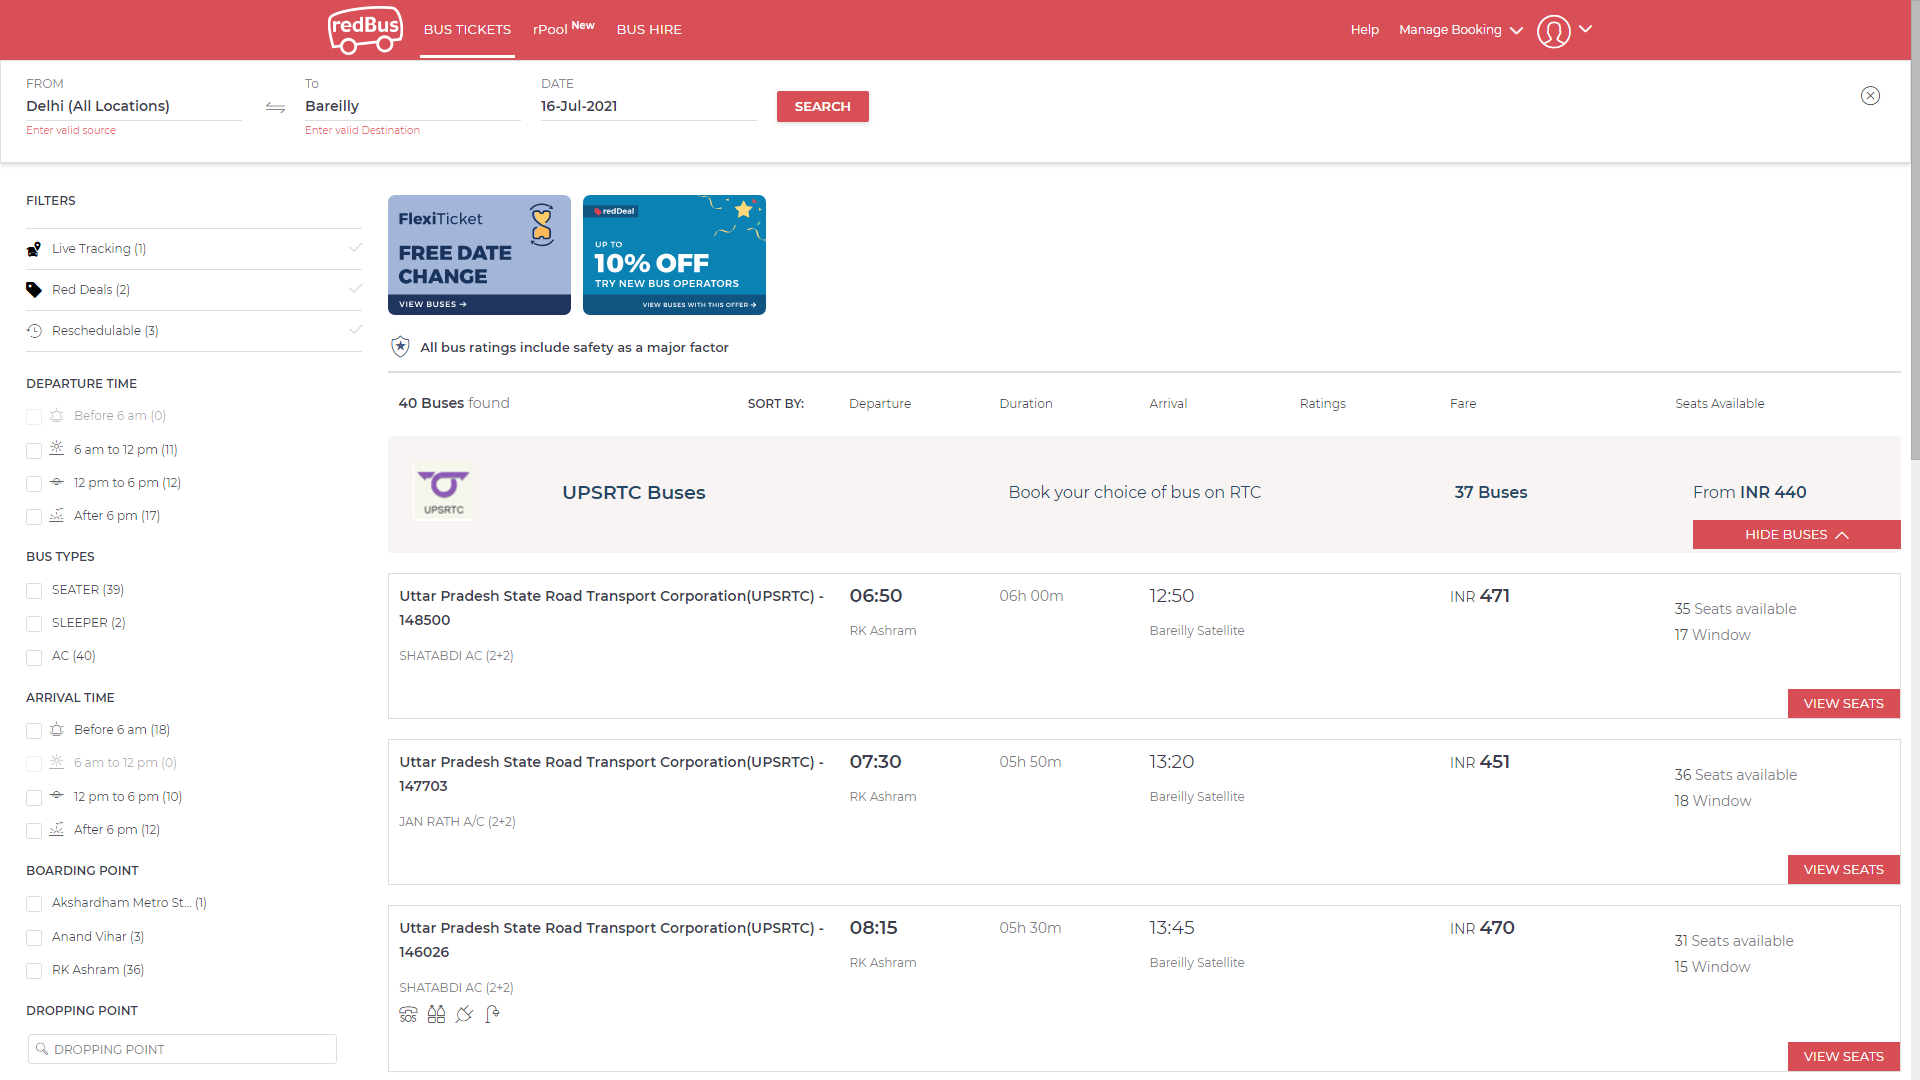 redBus
BUS TICKETS
rPool New
BUS HIRE
Help
Manage Booking
FROM
Delhi (All Locations)
Enter valid source
To
Bareilly
Enter valid Destination
DATE
16-Jul-2021
SEARCH
FILTERS
Live Tracking (1)
Red Deals (2)
Reschedulable (3)
DEPARTURE TIME
Before 6 am (0)
6 am to 12 pm (11)
12 pm to 6 pm (12)
After 6 pm (17)
BUS TYPES
SEATER (39)
SLEEPER (2)
AC (40)
ARRIVAL TIME
Before 6 am (18)
6 am to 12 pm (0)
12 pm to 6 pm (10)
After 6 pm (12)
BOARDING POINT
Akshardham Metro St... (1)
Anand Vihar (3)
RK Ashram (36)
DROPPING POINT
DROPPING POINT
FlexiTicket
FREE DATE
CHANGE
VIEW BUSES →
redDeal
UP TO
10% OFF
TRY NEW BUS OPERATORS
VIEW BUSES WITH THIS OFFER →
All bus ratings include safety as a major factor
40 Buses found
SORT BY:
Departure
Duration
Arrival
Ratings
Fare
Seats Available
UPSRTC
UPSRTC Buses
Book your choice of bus on RTC
37 Buses
From INR 440
HIDE BUSES
Uttar Pradesh State Road Transport Corporation(UPSRTC) -
148500
SHATABDI AC (2+2)
06:50
RK Ashram
06h 00m
12:50
Bareilly Satellite
INR 471
35 Seats available
17 Window
VIEW SEATS
Uttar Pradesh State Road Transport Corporation(UPSRTC) -
147703
JAN RATH A/C (2+2)
07:30
RK Ashram
05h 50m
13:20
Bareilly Satellite
INR 451
36 Seats available
18 Window
VIEW SEATS
Uttar Pradesh State Road Transport Corporation(UPSRTC) -
146026
SHATABDI AC (2+2)
SOS
08:15
RK Ashram
05h 30m
13:45
Bareilly Satellite
INR 470
31 Seats available
15 Window
VIEW SEATS